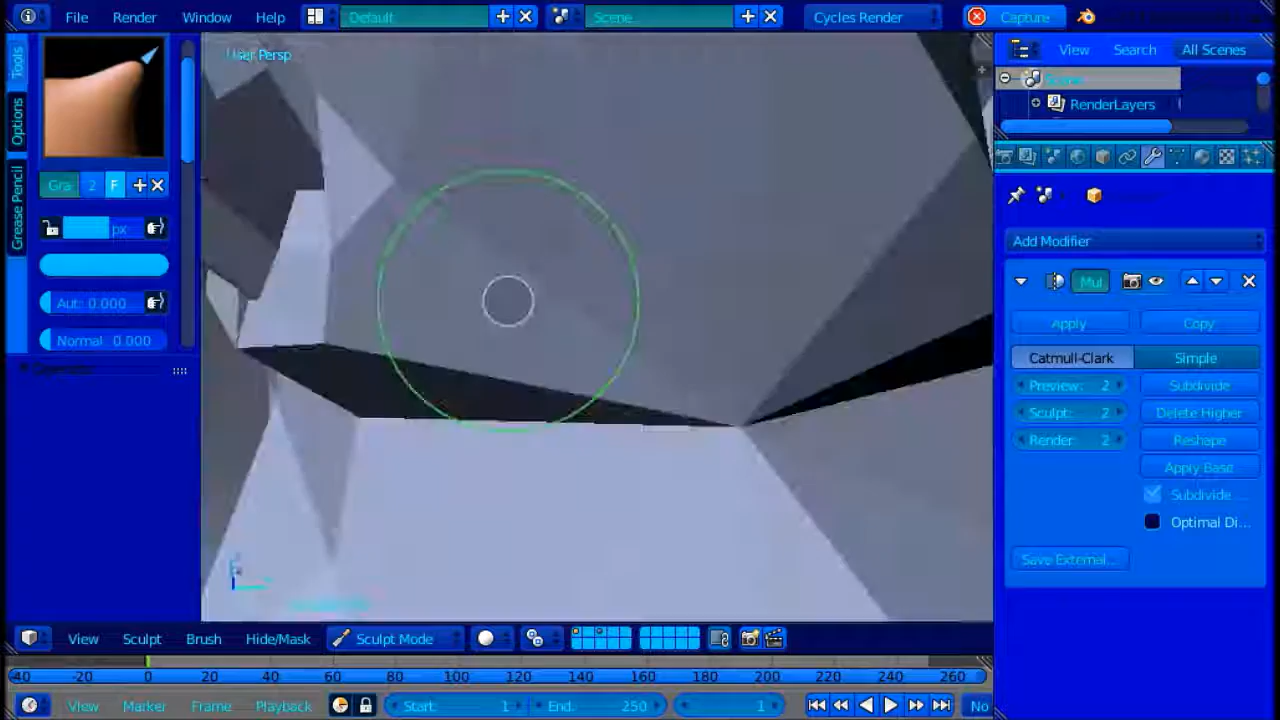 File Render Window Help Default Scene Cycles Render Capture
View Search All Scenes
Scene
RenderLayers
Tools
Options
Grease Pencil
User Persp
Gra 2 F
px
Aut: 0.000
Normal 0.000
Add Modifier
Mul
Apply Copy
Catmull-Clark Simple
Preview: 2 Subdivide
Sculpt: 2 Delete Higher
Render: 2 Reshape
Apply Base
Subdivide ...
Optimal Di...
Save External...
View Sculpt Brush Hide/Mask Sculpt Mode
-40 -20 0 20 40 60 80 100 120 140 160 180 200 220 240 260
View Marker Frame Playback Start: 1 End: 250 1 No